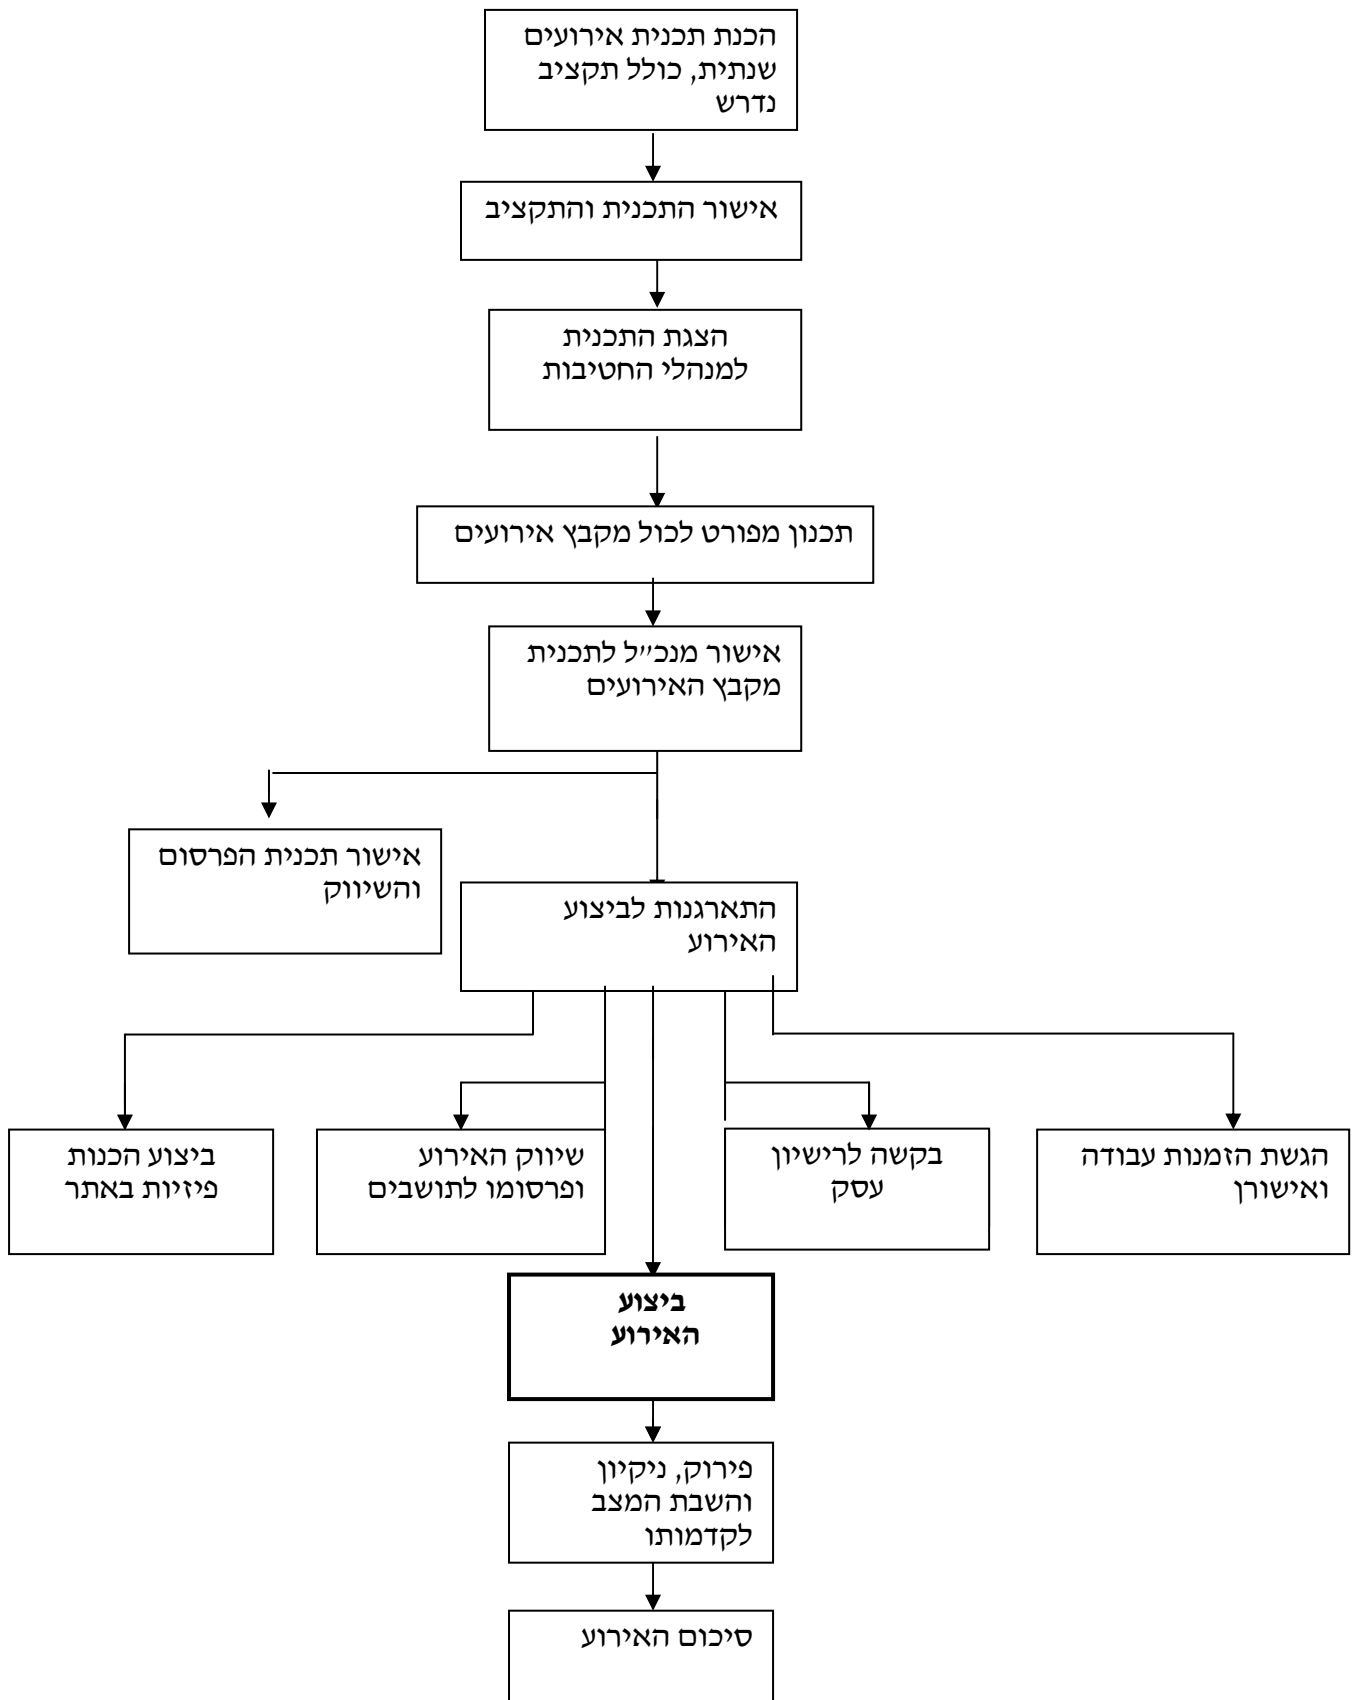 הכנת תכנית אירועים
שנתית, כולל תקציב
נדרש
אישור התכנית והתקציב
הצגת התכנית
למנהלי החטיבות
תכנון מפורט לכול מקבץ אירועים
אישור מנכ״ל לתכנית
מקבץ האירועים
אישור תכנית הפרסום
והשיווק
התארגנות לביצוע
האירוע
הגשת הזמנות עבודה
ואישורן
בקשה לרישיון
עסק
שיווק האירוע
ופרסומו לתושבים
ביצוע הכנות
פיזיות באתר
ביצוע
האירוע
פירוק, ניקיון
והשבת המצב
לקדמותו
סיכום האירוע